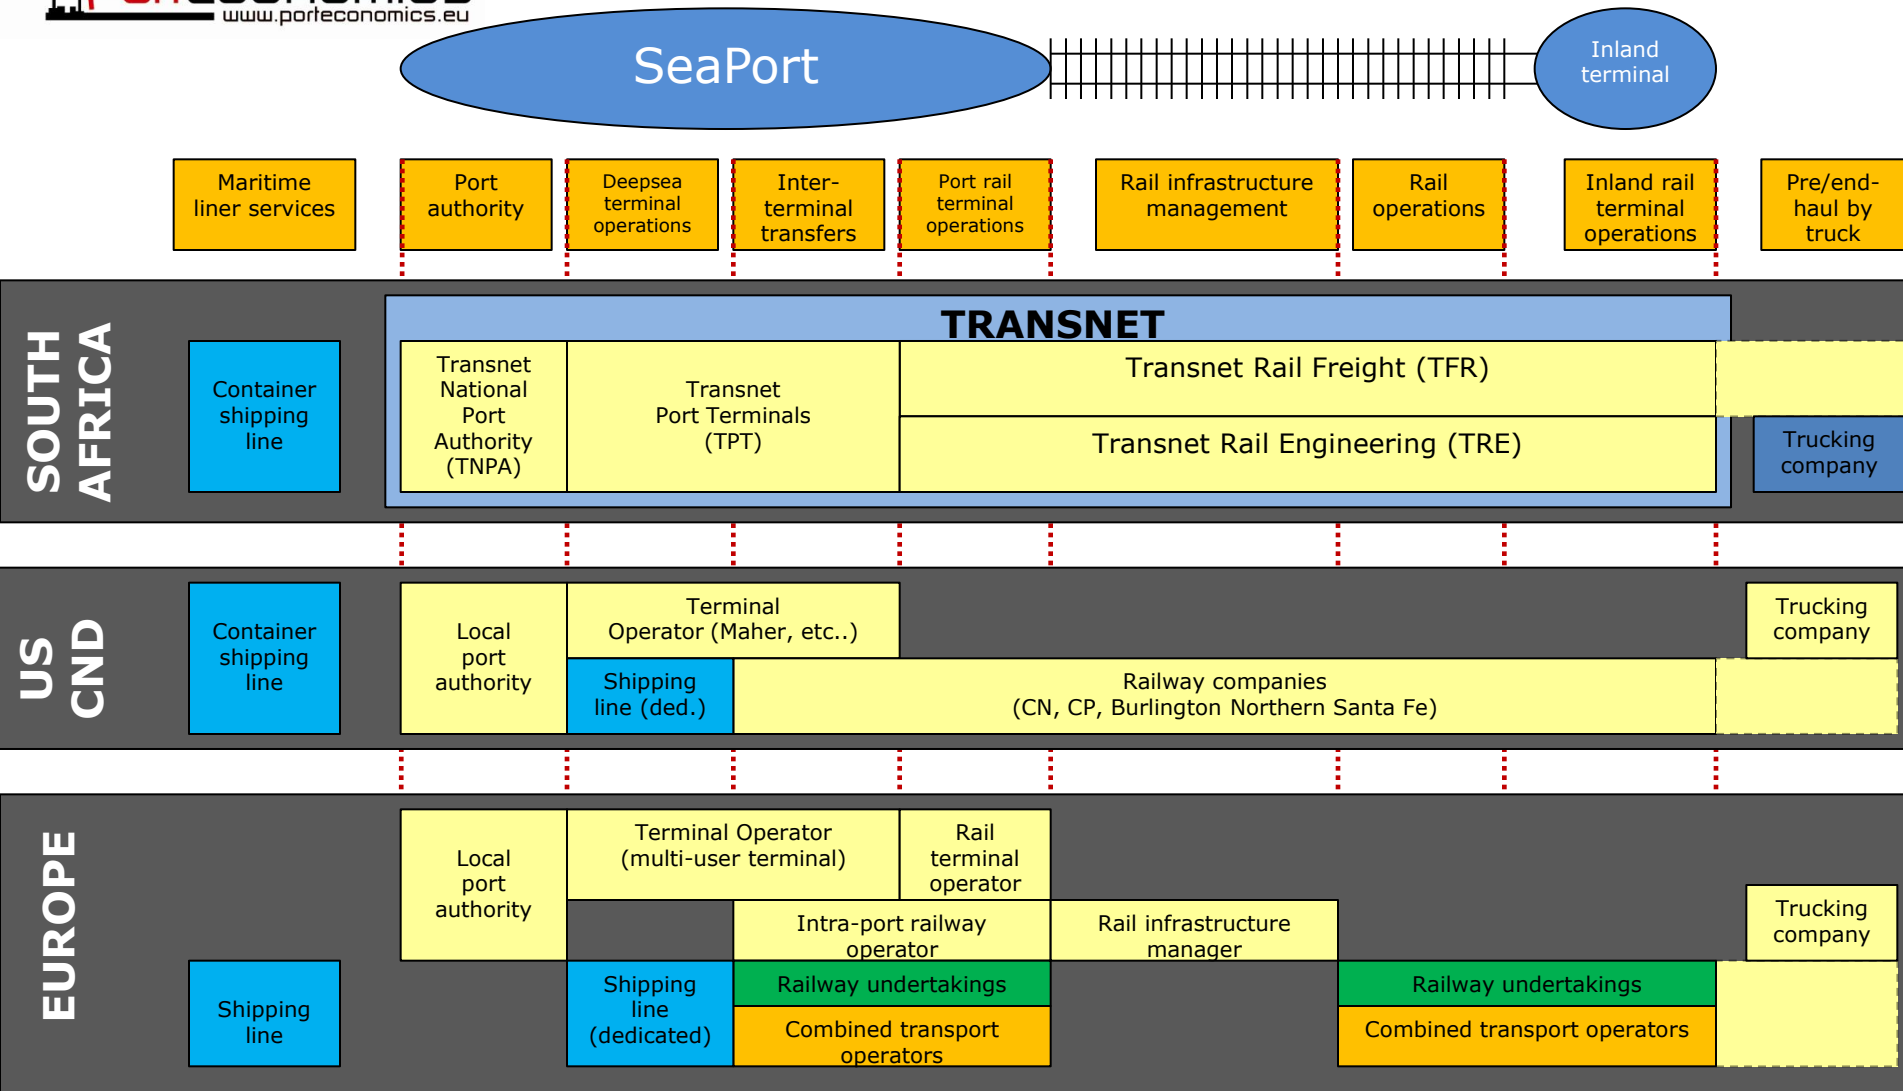 www.porteconomics.eu
SeaPort
Inland
terminal
Maritime
liner services
Port
authority
Deepsea
terminal
operations
Inter-
terminal
transfers
Port rail
terminal
operations
Rail infrastructure
management
Rail
operations
Inland rail
terminal
operations
Pre/end-
haul by
truck
SOUTH
AFRICA
Container
shipping
line
TRANSNET
Transnet
National
Port
Authority
(TNPA)
Transnet
Port Terminals
(TPT)
Transnet Rail Freight (TFR)
Transnet Rail Engineering (TRE)
Trucking
company
US
CND
Container
shipping
line
Local
port
authority
Terminal
Operator (Maher, etc..)
Shipping
line (ded.)
Railway companies
(CN, CP, Burlington Northern Santa Fe)
Trucking
company
EUROPE
Shipping
line
Local
port
authority
Terminal Operator
(multi-user terminal)
Rail
terminal
operator
Intra-port railway
operator
Rail infrastructure
manager
Shipping
line
(dedicated)
Railway undertakings
Combined transport
operators
Railway undertakings
Combined transport operators
Trucking
company